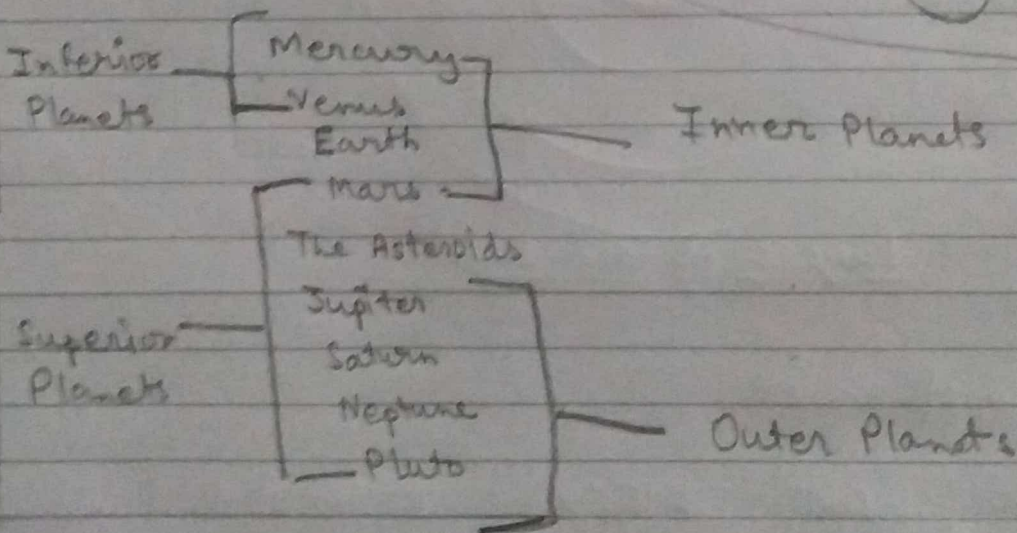 Inferior
Planets
Mercury
Venus
Earth
Mars
Inner Planets
The Asteroids
Jupiter
Saturn
Neptune
Pluto
Superior
Planets
Outer Planets